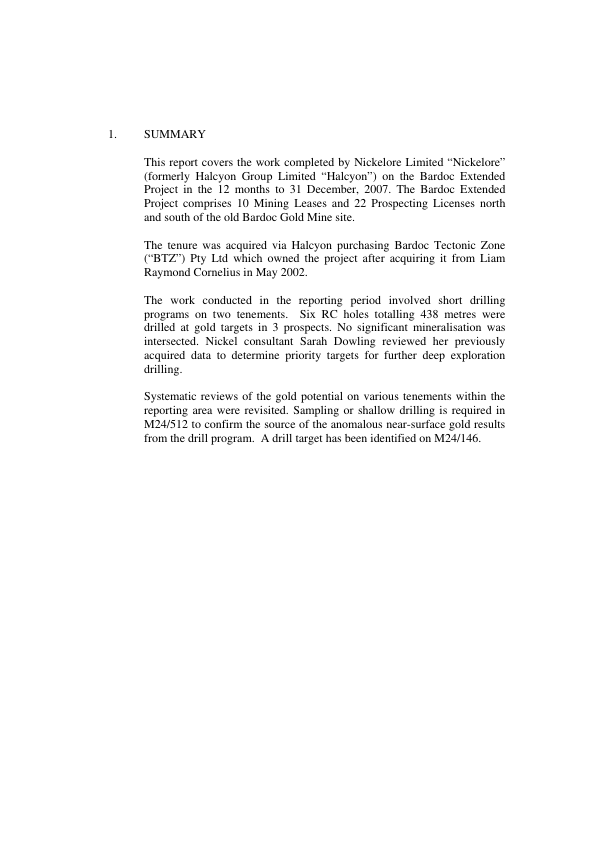 1. SUMMARY
This report covers the work completed by Nickelore Limited “Nickelore”
(formerly Halcyon Group Limited “Halcyon”) on the Bardoc Extended
Project in the 12 months to 31 December, 2007. The Bardoc Extended
Project comprises 10 Mining Leases and 22 Prospecting Licenses north
and south of the old Bardoc Gold Mine site.
The tenure was acquired via Halcyon purchasing Bardoc Tectonic Zone
(“BTZ”) Pty Ltd which owned the project after acquiring it from Liam
Raymond Cornelius in May 2002.
The work conducted in the reporting period involved short drilling
programs on two tenements.  Six RC holes totalling 438 metres were
drilled at gold targets in 3 prospects. No significant mineralisation was
intersected. Nickel consultant Sarah Dowling reviewed her previously
acquired data to determine priority targets for further deep exploration
drilling.
Systematic reviews of the gold potential on various tenements within the
reporting area were revisited. Sampling or shallow drilling is required in
M24/512 to confirm the source of the anomalous near-surface gold results
from the drill program.  A drill target has been identified on M24/146.